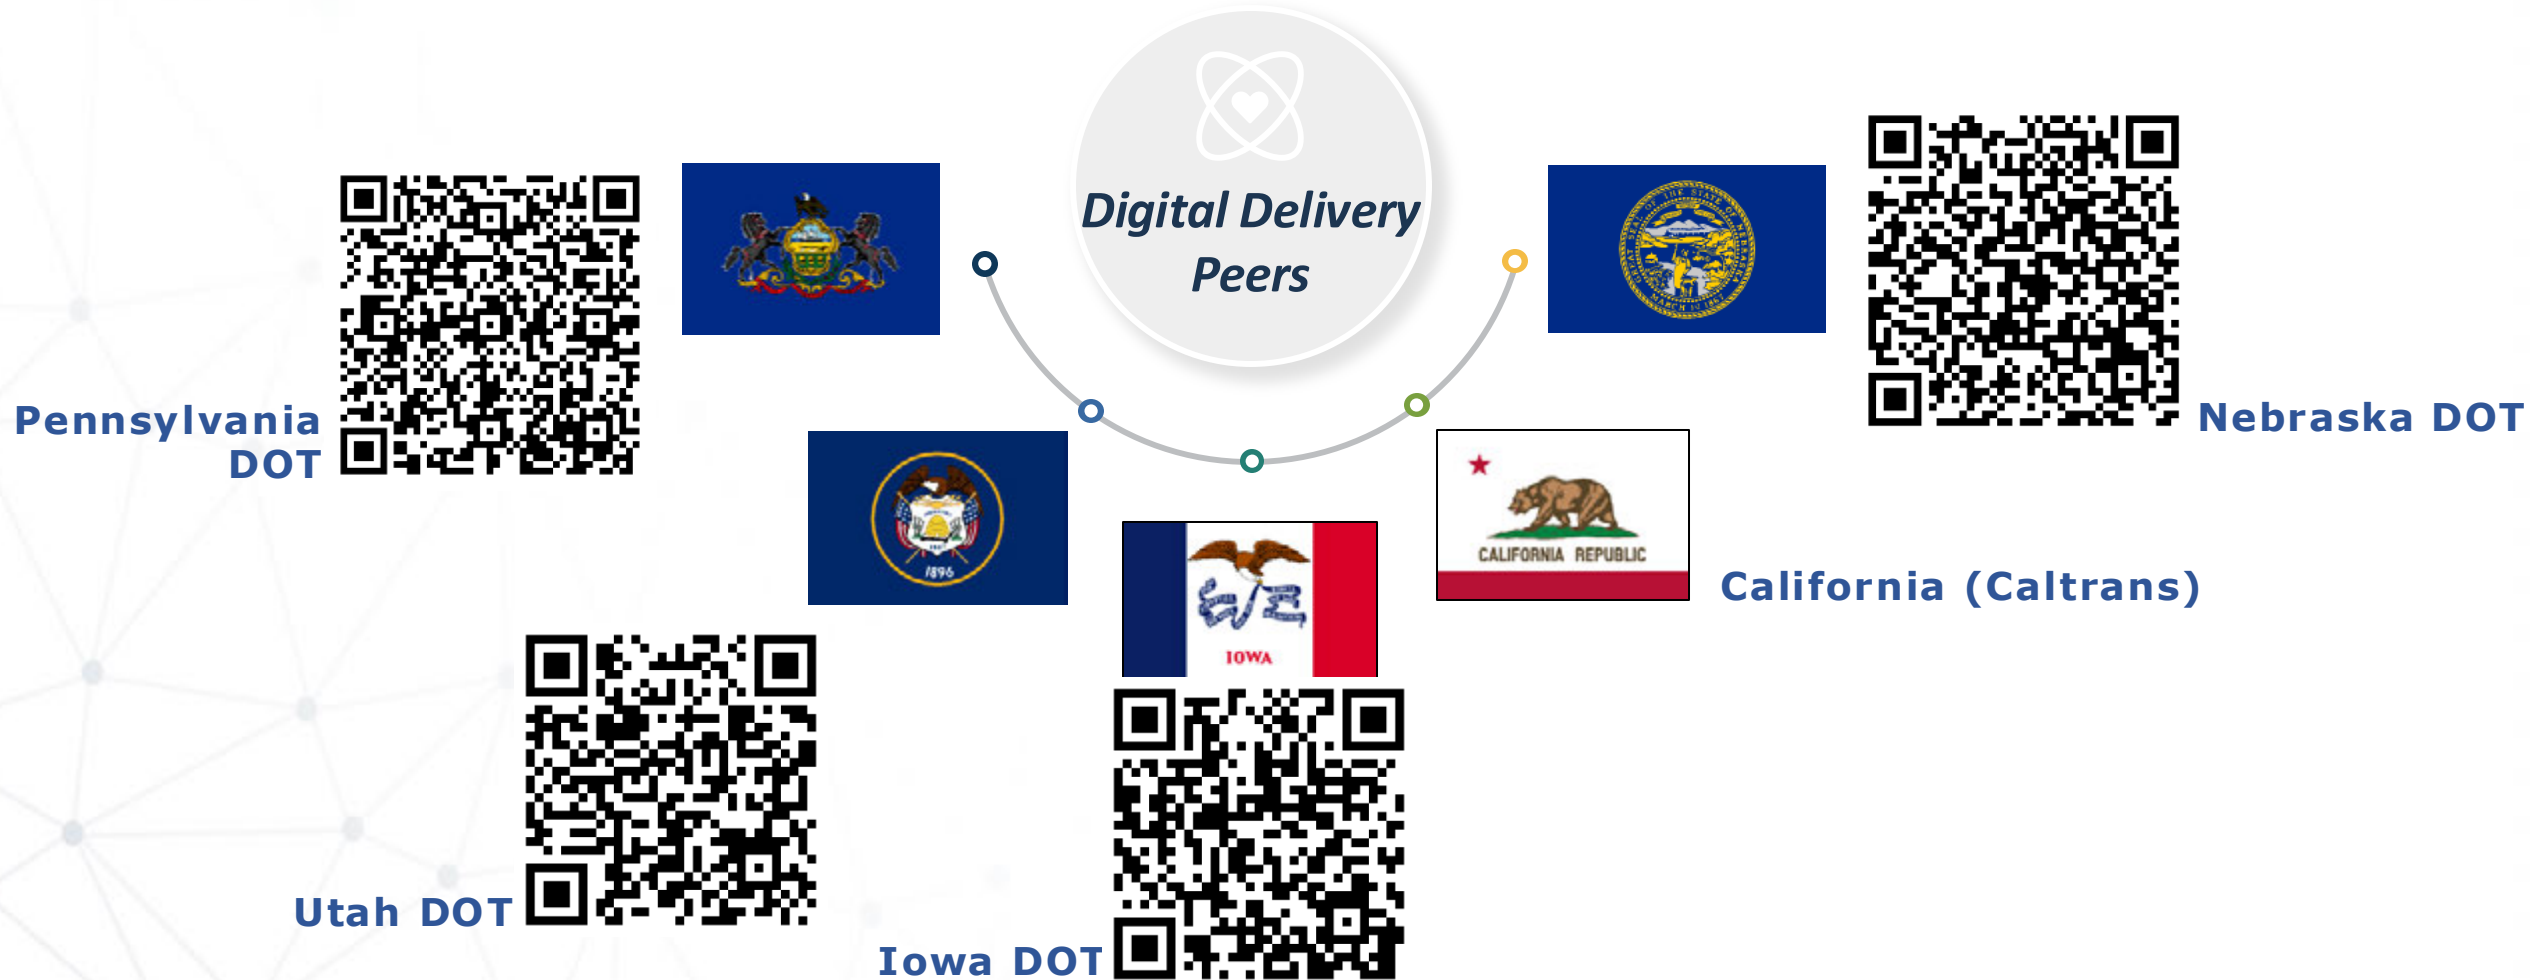 Digital Delivery
Peers
Pennsylvania
DOT
Nebraska DOT
CALIFORNIA REPUBLIC
California (Caltrans)
1896
IOWA
Utah DOT
Iowa DOT